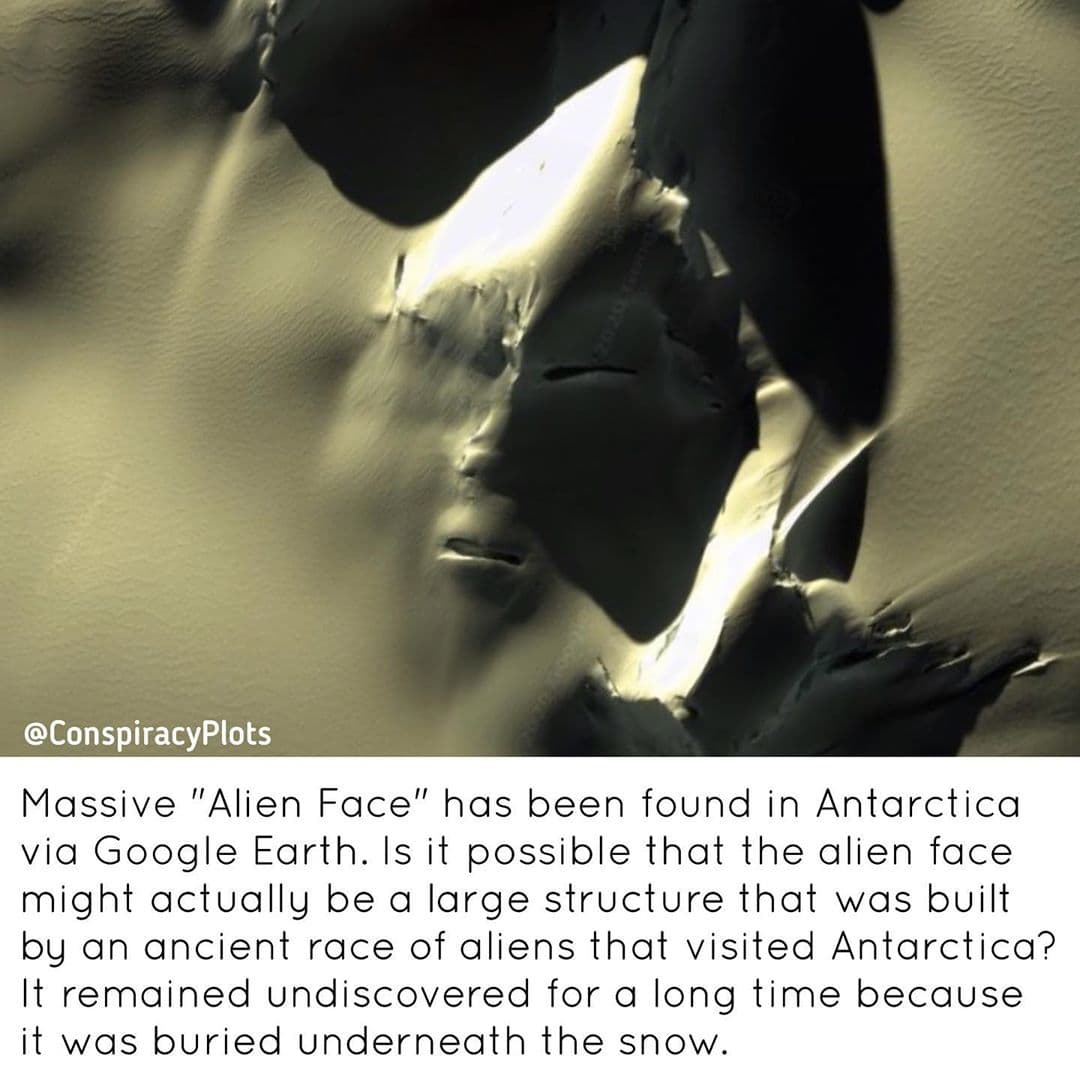 @ConspiracyPlots
Massive "Alien Face" has been found in Antarctica
via Google Earth. Is it possible that the alien face
might actually be a large structure that was built
by an ancient race of aliens that visited Antarctica?
It remained undiscovered for a long time because
it was buried underneath the snow.